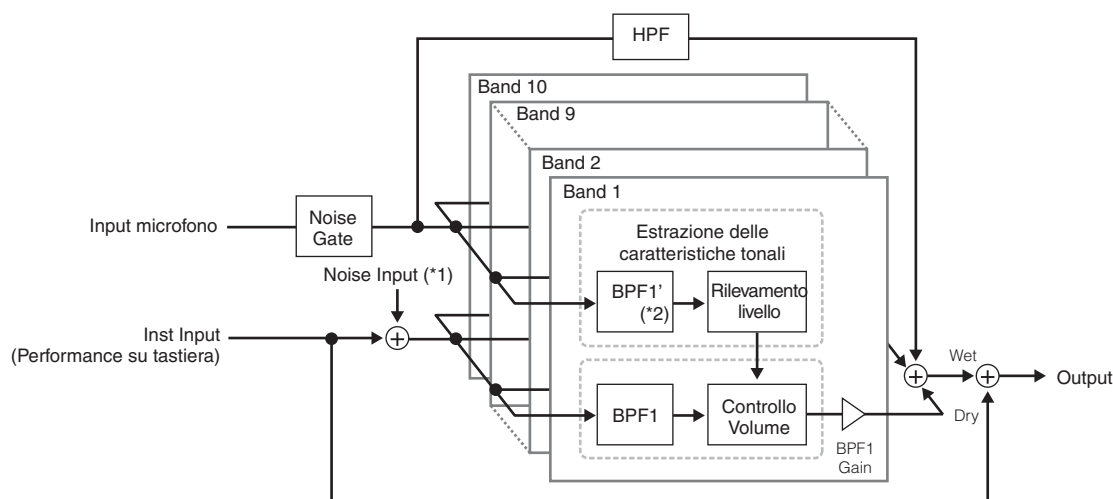 HPF
Band 10
Band 9
Band 2
Band 1
Input microfono
Noise
Gate
Estrazione delle
caratteristiche tonali
Noise Input (*1)
BPF1’
(*2)
Rilevamento
livello
Inst Input
(Performance su tastiera)
Wet
Output
BPF1
Controllo
Volume
Dry
BPF1
Gain